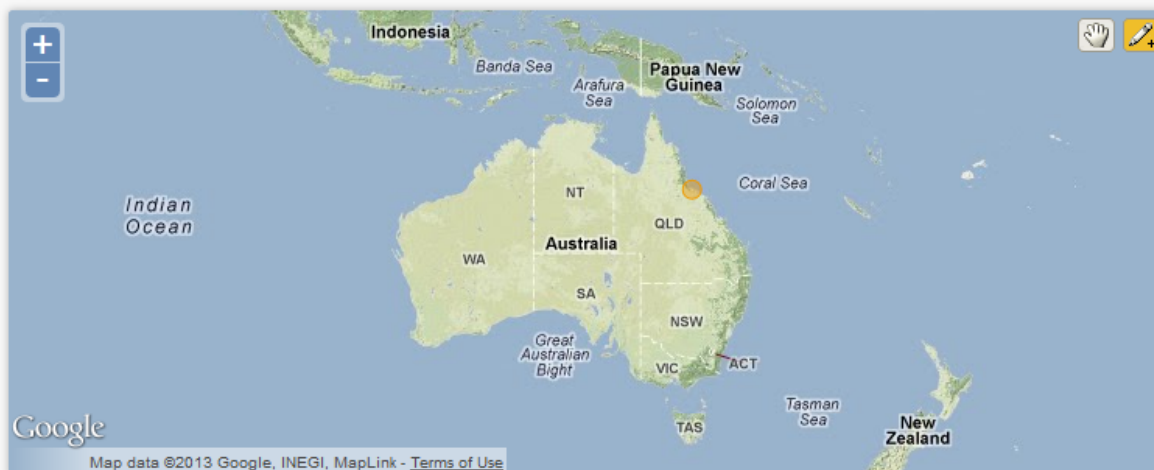 +
-
Indonesia
Banda Sea
Arafura
Sea
Papua New
Guinea
Solomon
Sea
Indian
Ocean
Coral Sea
NT
QLD
Australia
WA
SA
NSW
Great
Australian
Bight
VIC
ACT
TAS
Tasman
Sea
New
Zealand
Google
Map data ©2013 Google, INEGI, MapLink - Terms of Use